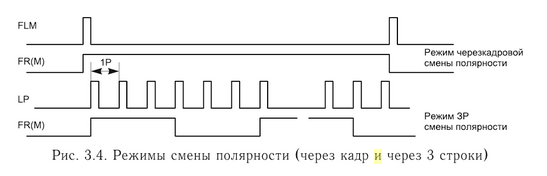 FLM
FR(M)
Режим черезкадровой
смены полярности
1P
LP
FR(M)
Режим 3Р
смены полярности
Рис. 3.4. Режимы смены полярности (через кадр и через 3 строки)